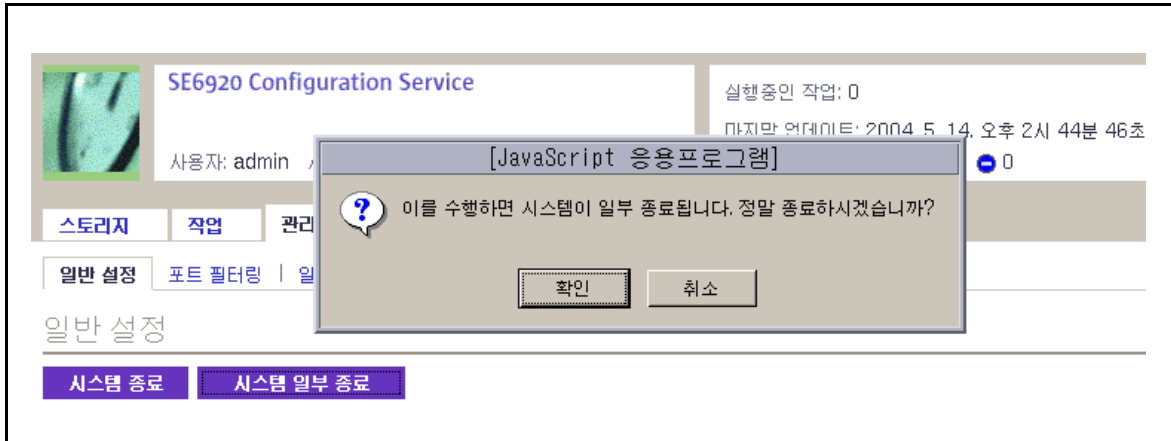 SE6920 Configuration Service
실행중인 작업: 0
마지막 업데이트: 2004. 5. 14. 오후 2시 44분 46초
사용자: admin
0
[JavaScript 응용프로그램]
이를 수행하면 시스템이 일부 종료됩니다. 정말 종료하시겠습니까?
확인 취소
스토리지 작업 관리
일반 설정 포트 필터링 | 일
일반 설정
시스템 종료 시스템 일부 종료